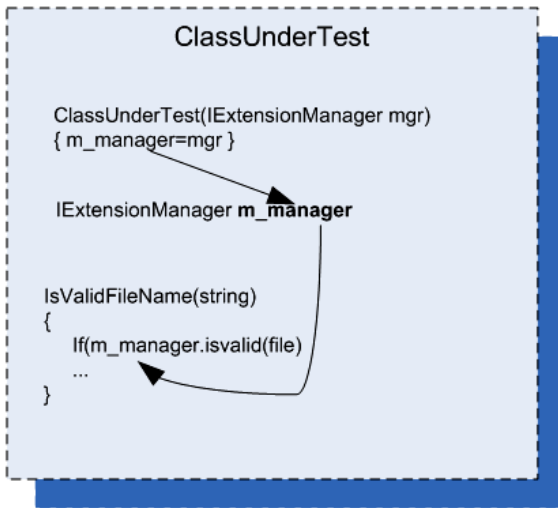 ClassUnderTest
ClassUnderTest(IExtensionManager mgr)
{ m_manager=mgr }
IExtensionManager m_manager
IsValidFileName(string)
{
If(m_manager.isvalid(file)
...
}